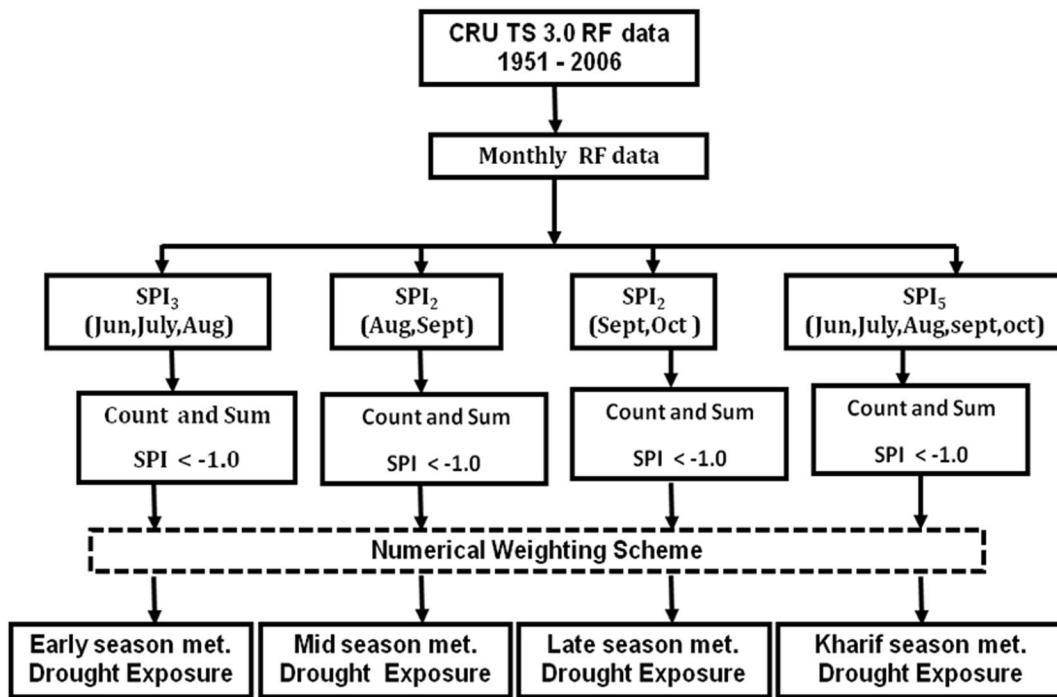 CRU TS 3.0 RF data
1951 - 2006
Monthly RF data
SPI₃
(Jun,July,Aug)
SPI₂
(Aug,Sept)
SPI₂
(Sept,Oct )
SPI₅
(Jun,July,Aug,sept,oct)
Count and Sum
SPI < -1.0
Count and Sum
SPI < -1.0
Count and Sum
SPI < -1.0
Count and Sum
SPI < -1.0
Numerical Weighting Scheme
Early season met.
Drought Exposure
Mid season met.
Drought Exposure
Late season met.
Drought Exposure
Kharif season met.
Drought Exposure